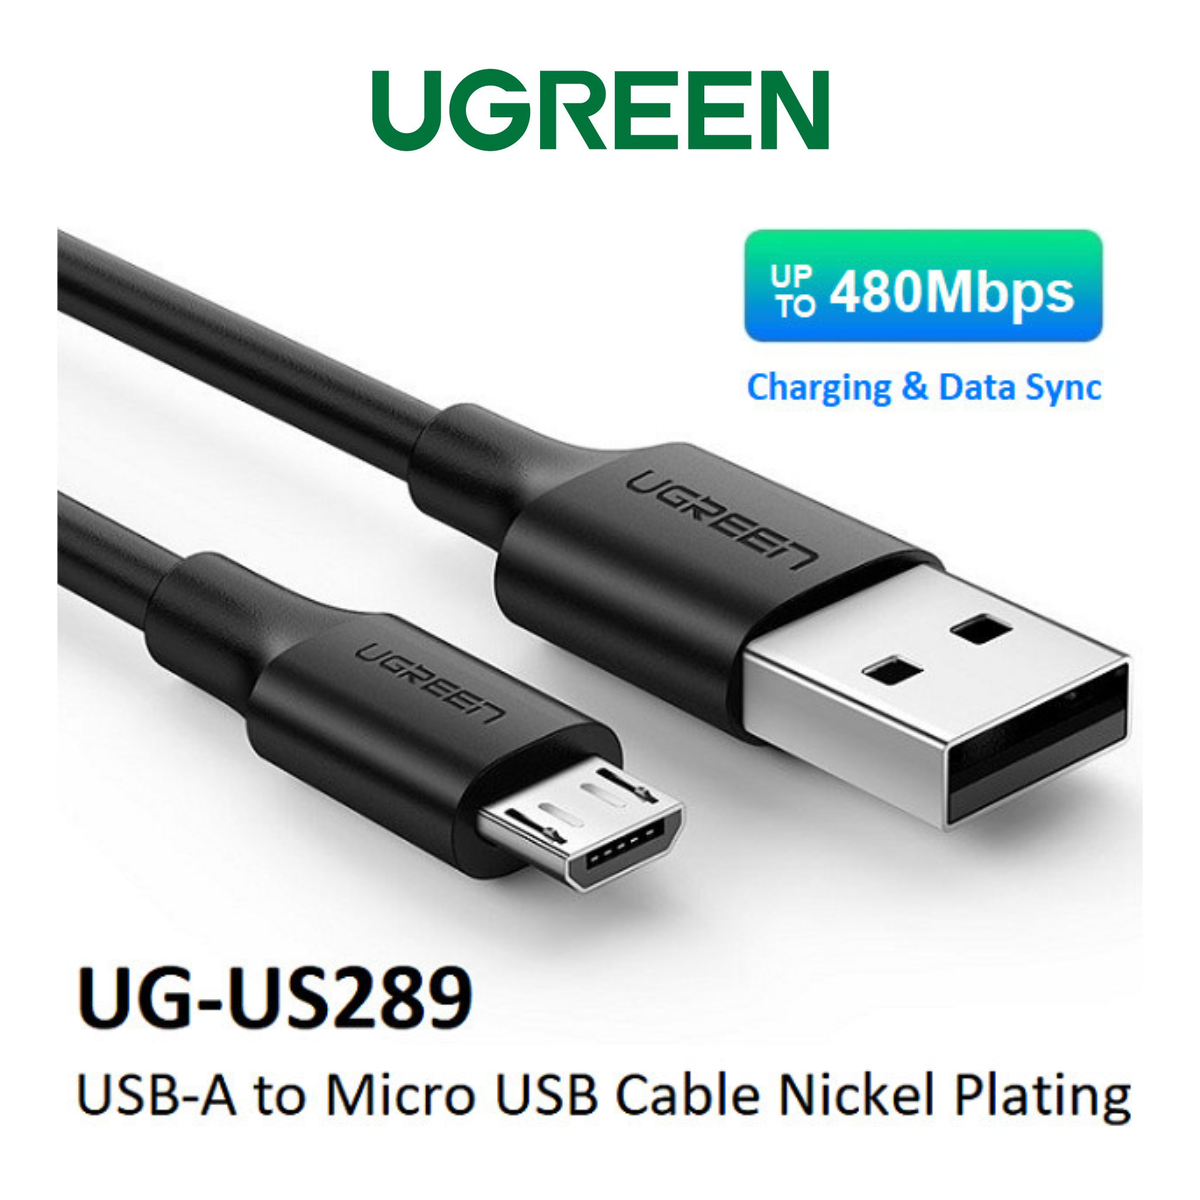 UGREEN
UP TO 480Mbps
Charging & Data Sync
UGREEN
UGREEN
UG-US289
USB-A to Micro USB Cable Nickel Plating